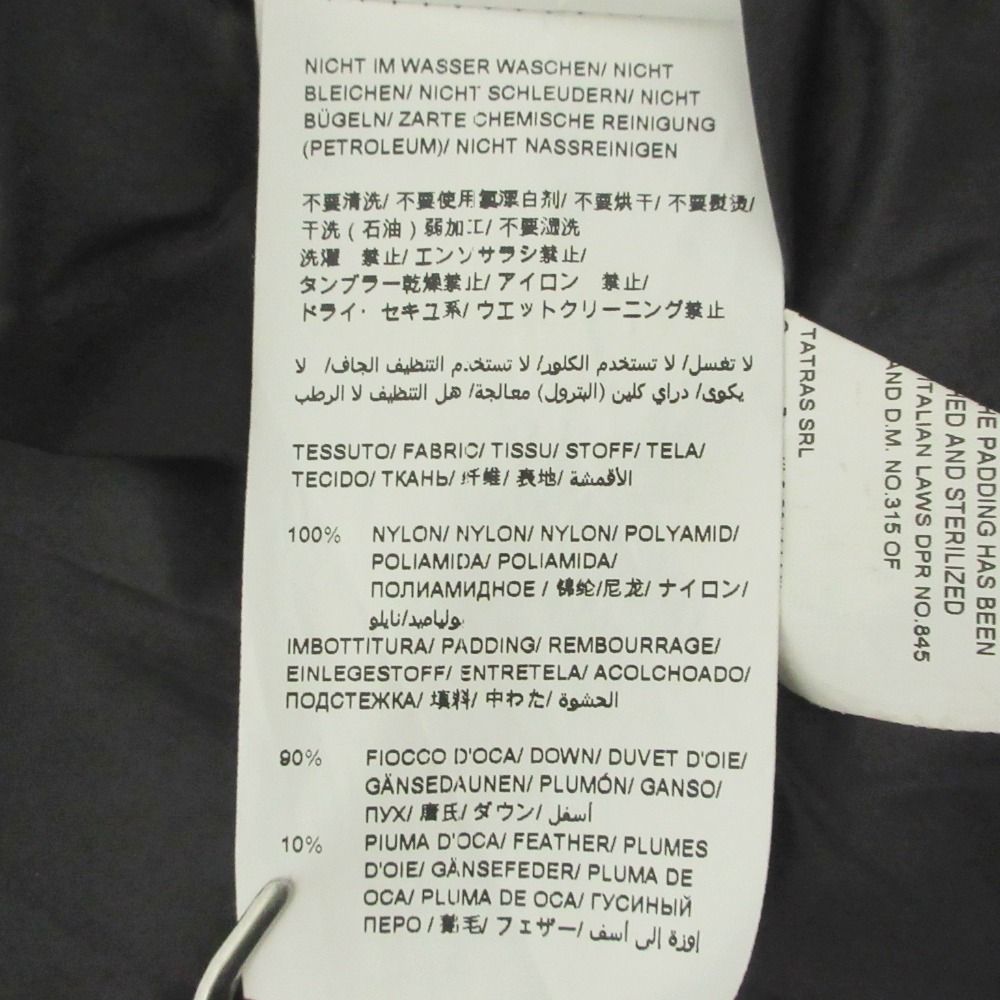 NICHT IM WASSER WASCHEN/ NICHT
BLEICHEN/ NICHT SCHLEUDERN/ NICHT
BÜGELN/ ZARTE CHEMISCHE REINIGUNG
(PETROLEUM)/ NICHT NASSREINIGEN
不要清洗/ 不要使用氯漂白剂/ 不要烘干/ 不要熨烫/
干洗 ( 石油 ) 弱加工/ 不要湿洗
洗濯　禁止/ エンソサラシ禁止/
タンブラー乾燥禁止/ アイロン　禁止/
ドライ・ セキユ系/ ウエットクリーニング禁止
لا تغسل/ لا تستخدم الكلور/ لا تستخدم التنظيف الجاف/ لا
يكوى/ دراي كلين (البترول) معالجة/ هل التنظيف لا الرطب
TESSUTO/ FABRIC/ TISSU/ STOFF/ TELA/
TECIDO/ ТКАНЬ/ 纤维/ 表地/ الأقمشة
100% NYLON/ NYLON/ NYLON/ POLYAMID/
POLIAMIDA/ POLIAMIDA/
ПОЛИАМИДНОЕ / 锦纶/尼龙/ ナイロン/
بولياميد/نايلو
IMBOTTITURA/ PADDING/ REMBOURRAGE/
EINLEGESTOFF/ ENTRETELA/ ACOLCHOADO/
ПОДСТЕЖКА/ 填料/ 中わた/ الحشوة
90% FIOCCO D'OCA/ DOWN/ DUVET D'OIE/
GÄNSEDAUNEN/ PLUMÓN/ GANSO/
ПУХ/ 唐氏/ ダウン/ أسفل
10% PIUMA D'OCA/ FEATHER/ PLUMES
D'OIE/ GÄNSEFEDER/ PLUMA DE
OCA/ PLUMA DE OCA/ ГУСИНЫЙ
ПЕРО / 毛/ フェザー/ إوزة إلى أسف
HE PADDING HAS BEEN
HED AND STERILIZED
ITALIAN LAWS DPR NO.845
AND D.M. NO.315 OF
TATRAS SRL